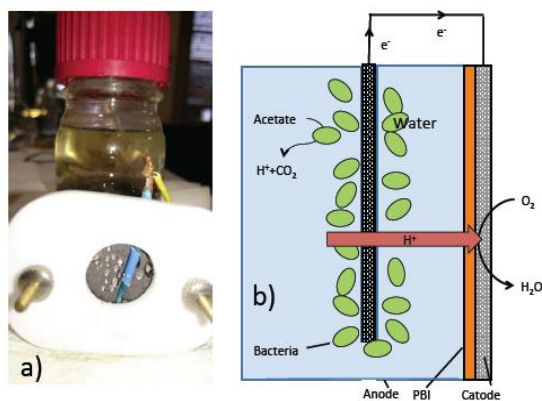 a)
e⁻
e⁻
Acetate
Water
H⁺+CO₂
O₂
H⁺
H₂O
b)
Bacteria
Anode
PBI
Catode